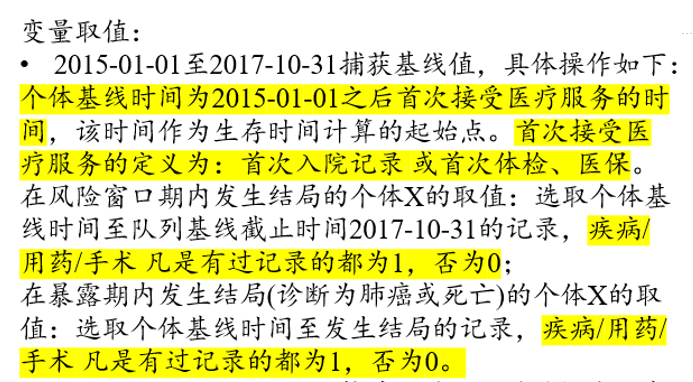 变量取值：
• 2015-01-01至2017-10-31捕获基线值，具体操作如下：
个体基线时间为2015-01-01之后首次接受医疗服务的时
间，该时间作为生存时间计算的起始点。首次接受医
疗服务的定义为：首次入院记录 或首次体检、医保。
在风险窗口期内发生结局的个体X的取值：选取个体基
线时间至队列基线截止时间2017-10-31的记录，疾病/
用药/手术 凡是有过记录的都为1，否为0；
在暴露期内发生结局(诊断为肺癌或死亡)的个体X的取
值：选取个体基线时间至发生结局的记录，疾病/用药/
手术 凡是有过记录的都为1，否为0。